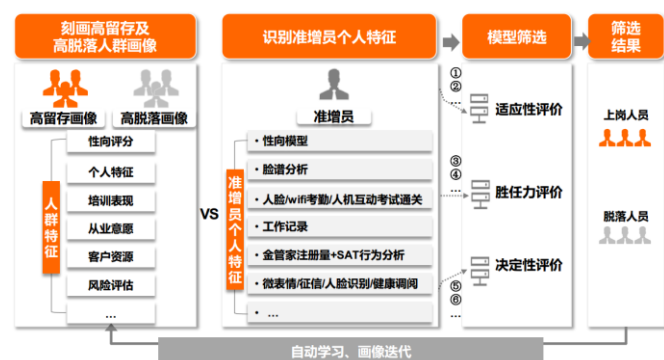 刻画高留存及
高脱落人群画像
高留存画像
高脱落画像
人群特征
性向评分
个人特征
培训表现
从业意愿
客户资源
风险评估
…
VS
识别准增员个人特征
准增员
准增员个人特征
· 性向模型
· 脸谱分析
· 人脸/wifi考勤/人机互动考试通关
· 工作记录
· 金管家注册量+SAT行为分析
· 微表情/征信/人脸识别/健康调阅
· …
模型筛选
①
②
…
适应性评价
③
④
…
胜任力评价
⑤
⑥
…
决定性评价
筛选
结果
上岗人员
脱落人员
自动学习、画像迭代